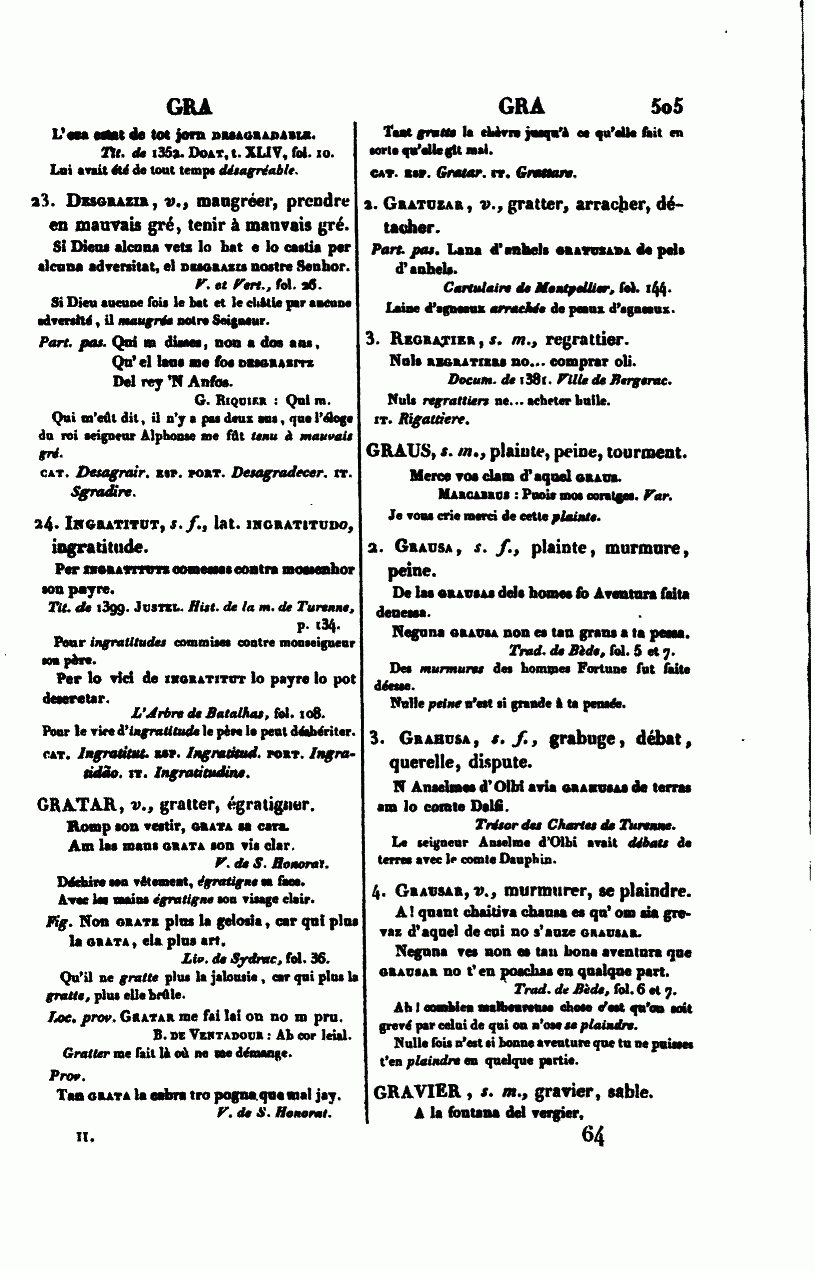 GRA
GRA 505
L'ora estat de tot jorn DESAGRADABLE.
Tit. de 1352. DOAT, t. XLIV, fol. 10.
Lui avait été de tout temps désagréable.
23. DESGRAZIR, v., maugréer, prendre
en mauvais gré, tenir à mauvais gré.
Si Dieus alcuna vetz lo bat e lo castia per
alcuna adversitat, el DESGRAZIS nostre Senhor.
V. et Vert., fol. 26.
Si Dieu aucune fois le bat et le châtie par aucune
adversité, il maugrée notre Seigneur.
Part. pas. Qui m disses, non a dos ans,
Qu'el laus me fos DESGRAZITZ
Del rey 'N Anfos.
G. RIQUIER : Qui m.
Qui m'eût dit, il n'y a pas deux ans, que l'éloge
du roi seigneur Alphonse me fût tenu à mauvais
gré.
CAT. Desagrair. ESP. PORT. Desagradecer. IT.
Sgradire.
24. INGRATITUT, s. f., lat. INGRATITUDO,
ingratitude.
Per INGRATITUTZ comessas contra mossenhor
son payre.
Tit. de 1399. JUSTEL. Hist. de la m. de Turenne,
p. 134.
Pour ingratitudes commises contre monseigneur
son père.
Per lo vici de INGRATITUT lo payre lo pot
deseretar.
L'Arbre de Batalhas, fol. 108.
Pour le vice d'ingratitude le père le peut déshériter.
CAT. Ingratitut. ESP. Ingratitud. PORT. Ingra-
tidão. IT. Ingratitudine.
GRATAR, v., gratter, égratigner.
Romp son vestir, GRATA sa cara.
Am las mans GRATA son vis clar.
V. de S. Honorat.
Déchire son vêtement, égratigne sa face.
Avec les mains égratigne son visage clair.
Fig. Non GRATE plus la gelosia, car qui plus
la GRATA, ela plus art.
Liv. de Sydrac, fol. 36.
Qu'il ne gratte plus la jalousie, car qui plus la
gratte, plus elle brûle.
Loc. prov. GRATAR me fai lai on no m pru.
B. DE VENTADOUR : Ab cor leial.
Gratter me fait là où ne me démange.
Prov.
Tan GRATA la cabra tro pogna que mal jay.
V. de S. Honorat.
II.
Tant gratte la chèvre jusqu'à ce qu'elle fait en
sorte qu'elle gît mal.
CAT. ESP. Gratar. IT. Grattare.
2. GRATUZAR, v., gratter, arracher, dé-
tacher.
Part. pas. Lana d'anhels GRATUZADA de pels
d'anhels.
Cartulaire de Montpellier, fol. 144.
Laine d'agneaux arrachée de peaux d'agneaux.
3. REGRATIER, s. m., regrattier.
Nuls REGRATIERS no... comprar oli.
Docum. de 1381. Ville de Bergerac.
Nuls regrattiers ne... acheter huile.
IT. Rigattiere.
GRAUS, s. m., plainte, peine, tourment.
Merce vos clam d'aquel GRAUS.
MARCABRUS : Puois mos coratges. Var.
Je vous crie merci de cette plainte.
2. GRAUSA, s. f., plainte, murmure,
peine.
De las GRAUSAS dels homes fo Aventura faita
denessa.
Neguna GRAUSA non es tan grans a ta pessa.
Trad. de Bède, fol. 5 et 7.
Des murmures des hommes Fortune fut faite
déesse.
Nulle peine n'est si grande à ta pensée.
3. GRAHUSA, s. f., grabuge, débat,
querelle, dispute.
N Anselmes d'Olbi avia GRAHUSAS de terras
am lo comte Dalfi.
Trésor des Chartes de Turenne.
Le seigneur Anselme d'Olbi avait débats de
terres avec le comte Dauphin.
4. GRAUSAR, v., murmurer, se plaindre.
A! quant chaitiva chausa es qu' om sia gre-
vaz d'aquel de cui no s'auze GRAUSAR.
Neguna ves non es tau bona aventura que
GRAUSAR no t'en poschas en qualque part.
Trad. de Bède, fol. 6 et 7.
Ah! combien malheureuse chose c'est qu'on soit
grevé par celui de qui on n'ose se plaindre.
Nulle fois n'est si bonne aventure que tu ne puisses
t'en plaindre en quelque partie.
GRAVIER, s. m., gravier, sable.
A la fontana del vergier,
64